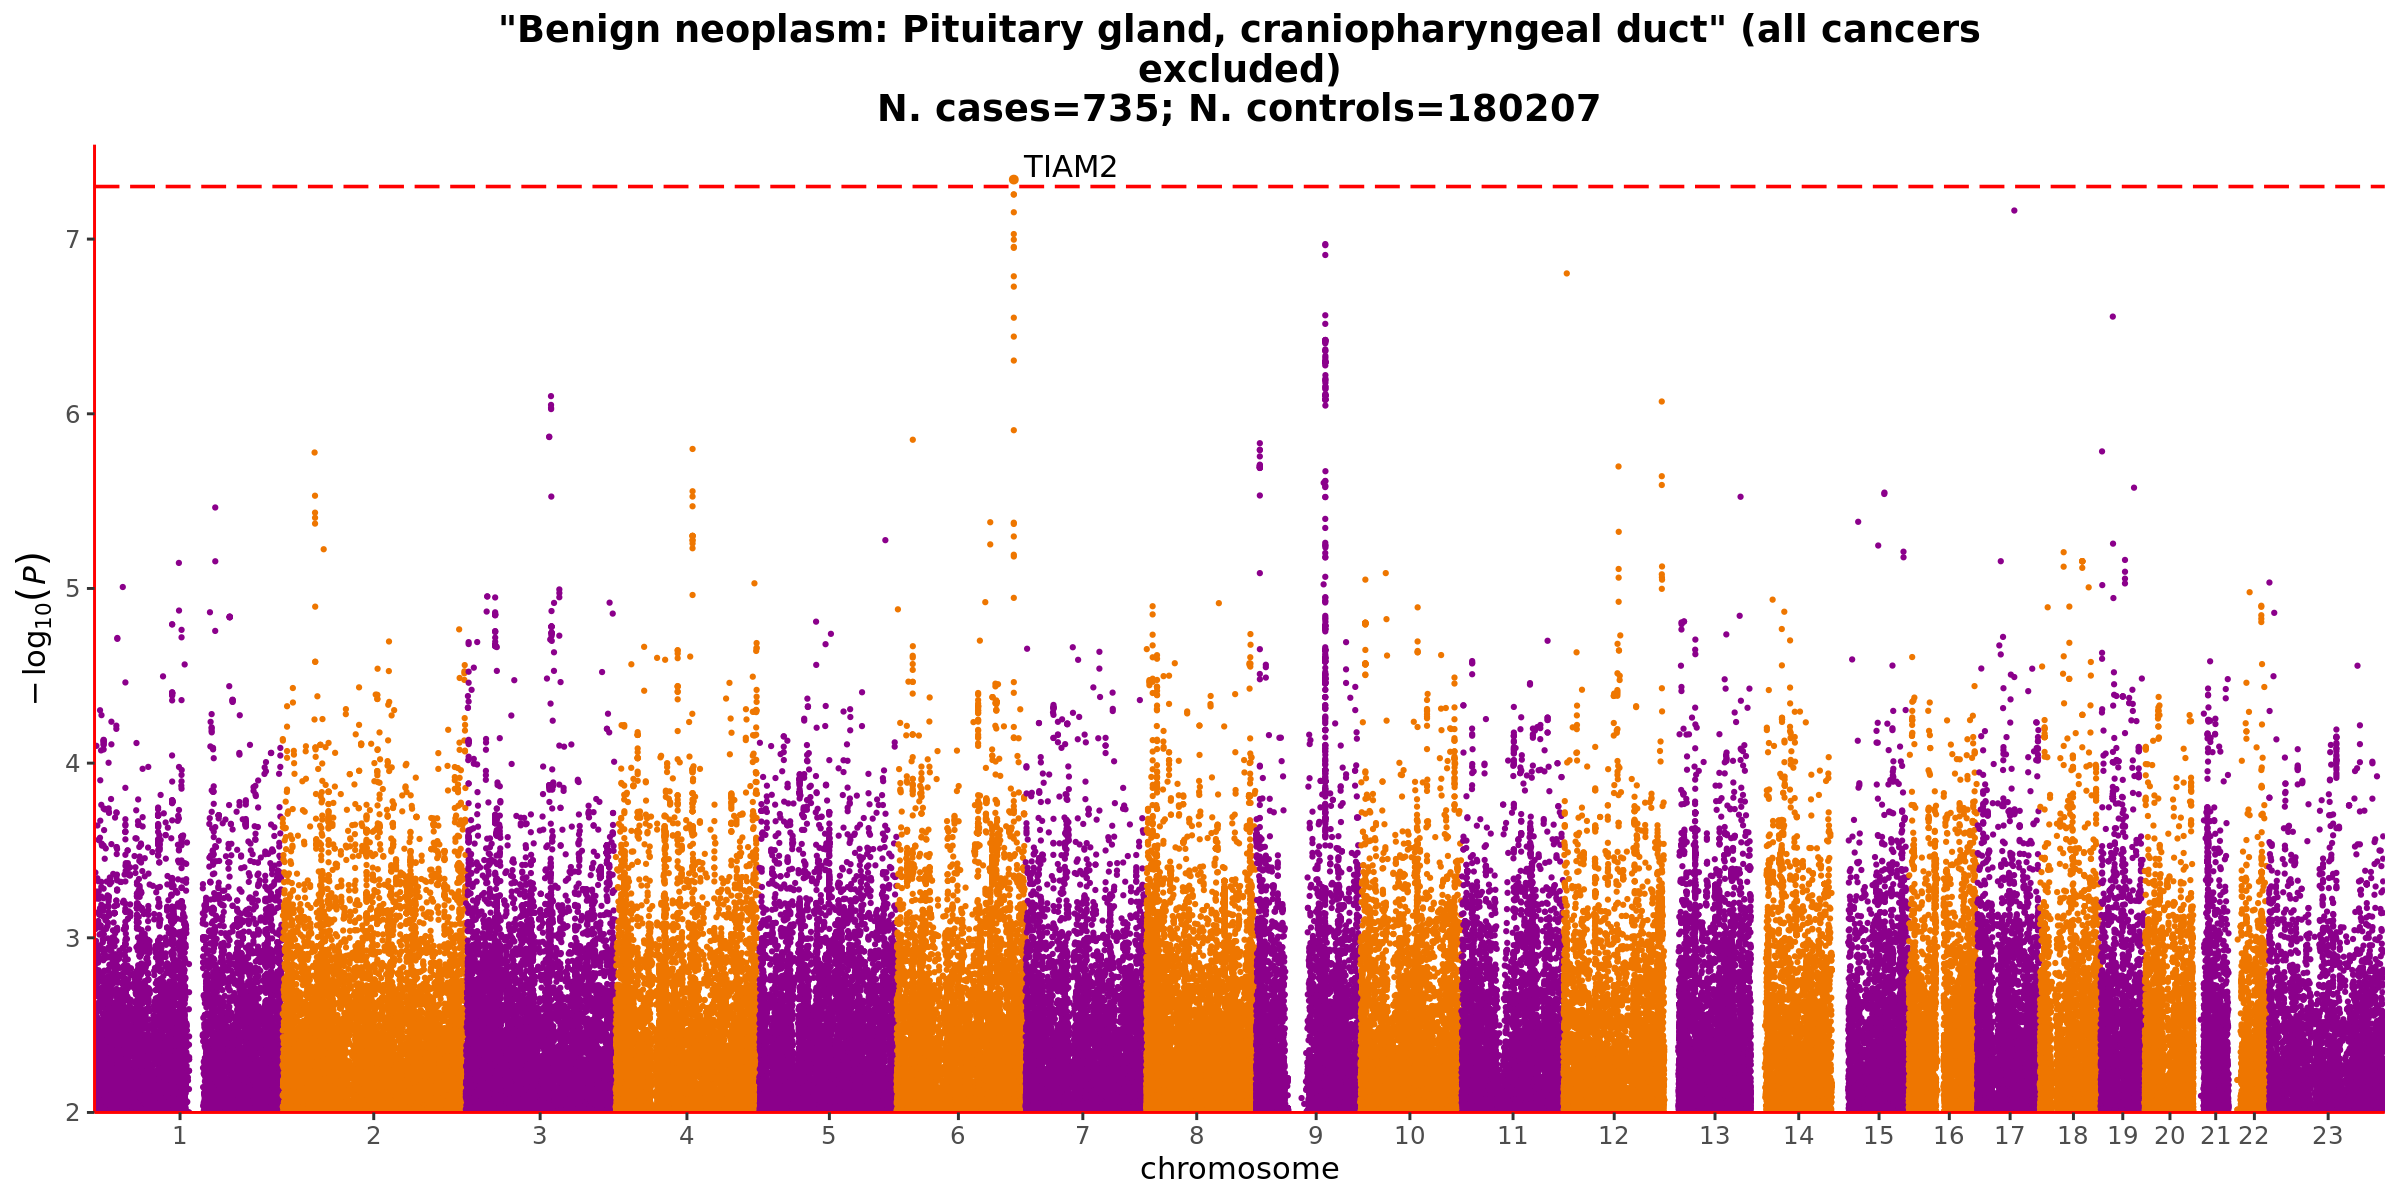 "Benign neoplasm: Pituitary gland, craniopharyngeal duct" (all cancers
excluded)
N. cases=735; N. controls=180207
TIAM2
7
6
5
4
3
2
−log₁₀(P)
1 2 3 4 5 6 7 8 9 10 11 12 13 14 15 16 17 18 19 20 21 22 23
chromosome